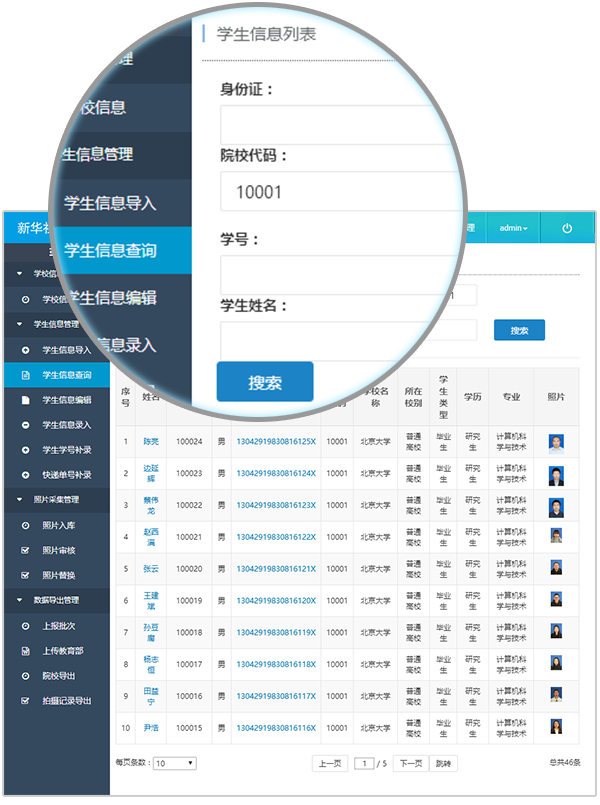 学生信息列表
理
校信息
生信息管理
学生信息导入
学生信息查询
学生信息编辑
信息录入
身份证：
院校代码：
10001
学号：
学生姓名：
搜索
新华社
理
admin
学校信
学校信
学生信息管理
学生信息导入
学生信息查询
学生信息编辑
学生信息录入
学生学号补录
快递单号补录
照片采集管理
照片入库
照片审核
照片替换
数据导出管理
上报批次
上传教育部
院校导出
拍摄记录导出
1
搜索
序号 姓名 学校名称 所在校别 学生类型 学历 专业 照片
1 陈亮 100024 男 13042919830816125X 10001 北京大学 普通高校 毕业生 研究生 计算机科学与技术
2 边延辉 100023 男 13042919830816124X 10001 北京大学 普通高校 毕业生 研究生 计算机科学与技术
3 蔡伟龙 100022 男 13042919830816123X 10001 北京大学 普通高校 毕业生 研究生 计算机科学与技术
4 赵西满 100021 男 13042919830816122X 10001 北京大学 普通高校 毕业生 研究生 计算机科学与技术
5 张云 100020 男 13042919830816121X 10001 北京大学 普通高校 毕业生 研究生 计算机科学与技术
6 王建斌 100019 男 13042919830816120X 10001 北京大学 普通高校 毕业生 研究生 计算机科学与技术
7 孙豆魔 100018 男 13042919830816119X 10001 北京大学 普通高校 毕业生 研究生 计算机科学与技术
8 杨志恒 100017 男 13042919830816118X 10001 北京大学 普通高校 毕业生 研究生 计算机科学与技术
9 田益宁 100016 男 13042919830816117X 10001 北京大学 普通高校 毕业生 研究生 计算机科学与技术
10 尹浩 100015 男 13042919830816116X 10001 北京大学 普通高校 毕业生 研究生 计算机科学与技术
每页条数： 10 上一页 1 / 5 下一页 跳转 总共46条